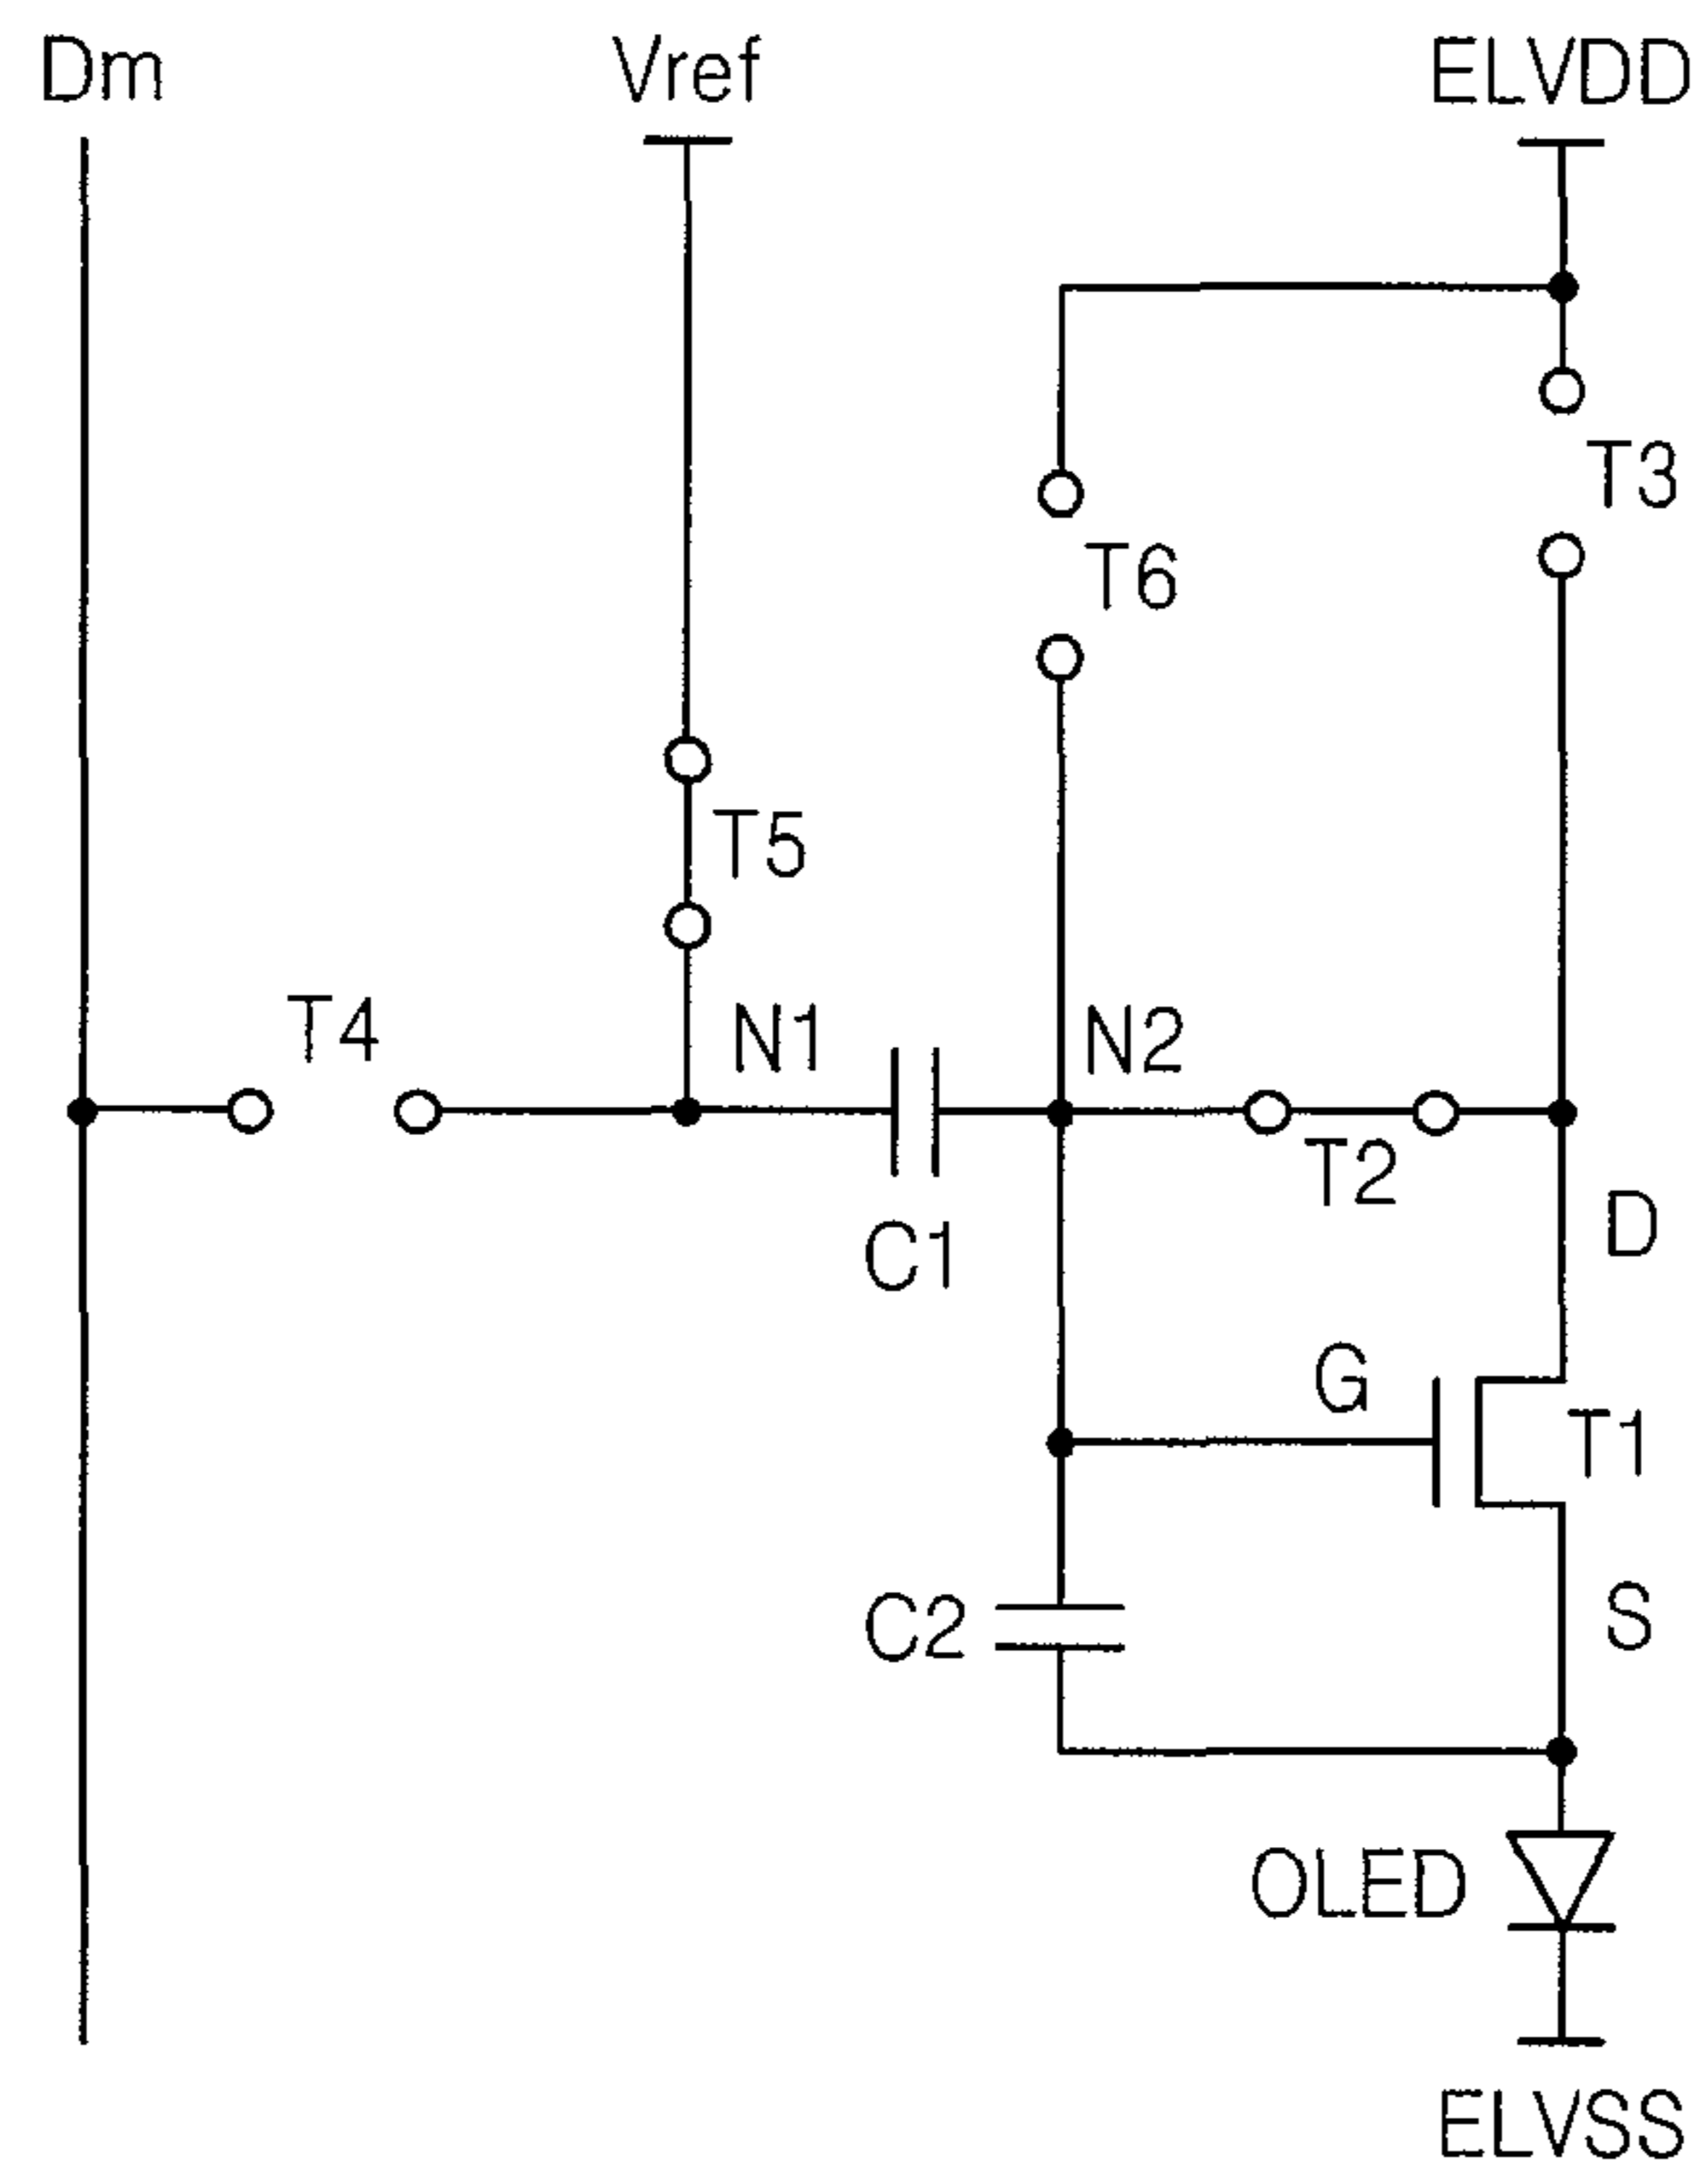 Dm Vref ELVDD
T3
T6
T5
T4 N1 N2
T2
C1 D
G
T1
C2 S
OLED
ELVSS